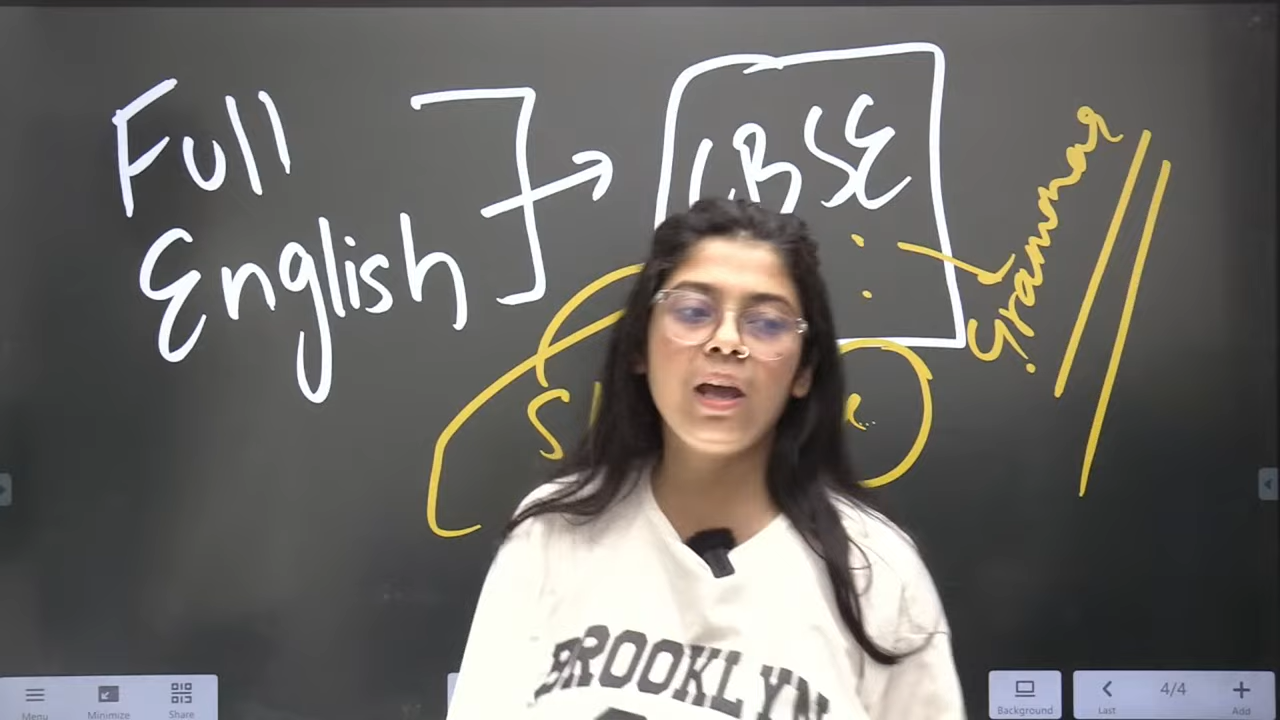 Full
English
CBSE
Grammar
BROOKLYN
Menu
Minimize
Share
Background
Last
4/4
Add